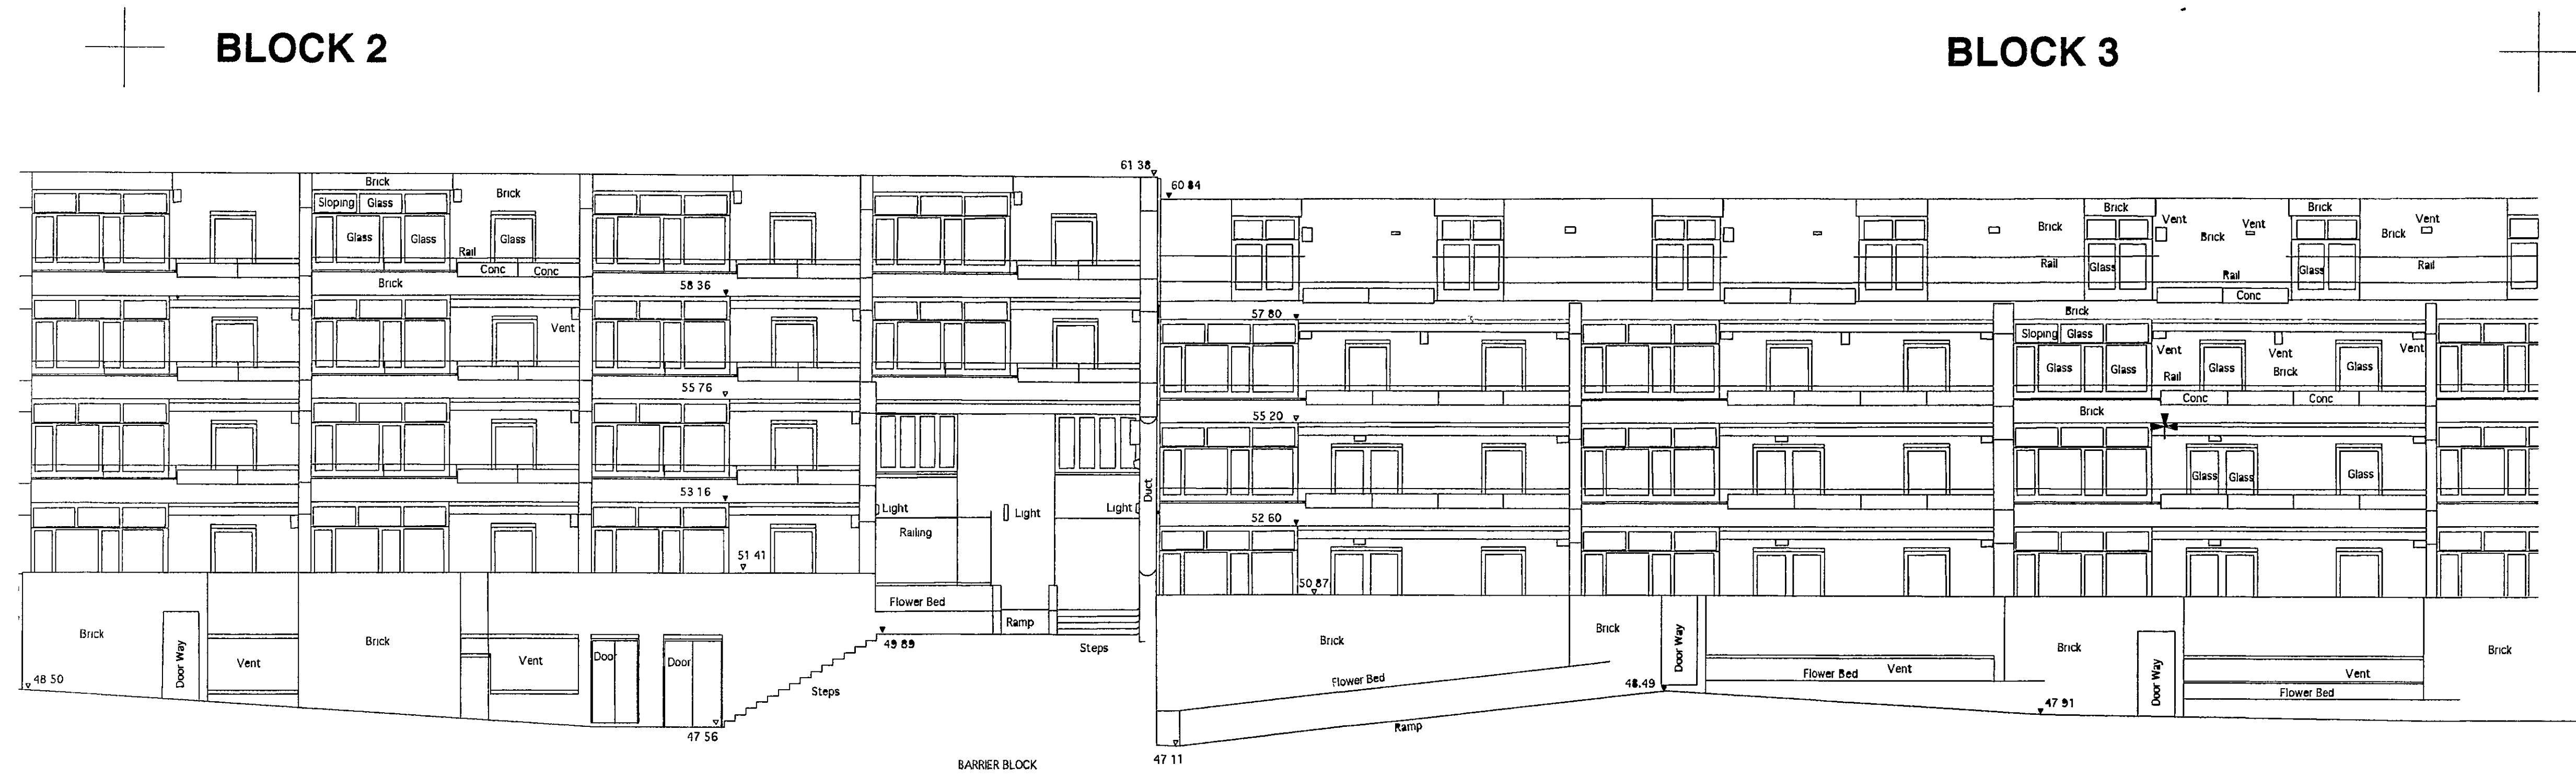 BLOCK 2
BLOCK 3
61 38
60 84
Brick
Brick
Sloping Glass
Glass
Glass
Glass
Rail
Conc
Conc
Brick
58 36
Vent
55 76
53 16
51 41
Light
Light
Light
Railing
Duct
Flower Bed
Ramp
Steps
49 89
Brick
Door Way
Vent
Brick
Vent
Door
Door
Steps
48 50
47 56
BARRIER BLOCK
47 11
Brick
Brick
Brick
Vent
Vent
Vent
Brick
Brick
Rail
Glass
Rail
Glass
Rail
Conc
57 80
Brick
Sloping Glass
Vent
Vent
Vent
Glass
Glass
Rail
Glass
Brick
Glass
Conc
Conc
55 20
Brick
Glass
Glass
Glass
52 60
50 87
Brick
Brick
Door Way
Flower Bed
48.49
Ramp
Flower Bed
Vent
Brick
Door Way
47 91
Vent
Flower Bed
Brick